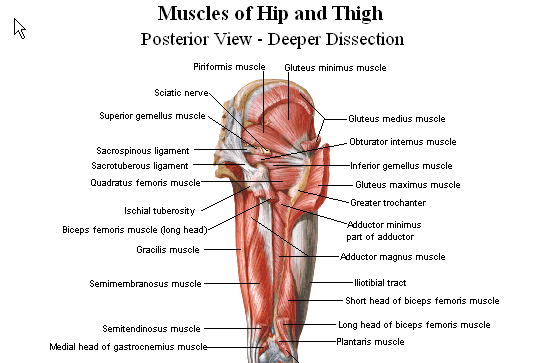 Muscles of Hip and Thigh
Posterior View - Deeper Dissection
Piriformis muscle
Gluteus minimus muscle
Sciatic nerve
Superior gemellus muscle
Gluteus medius muscle
Obturator internus muscle
Sacrospinous ligament
Sacrotuberous ligament
Inferior gemellus muscle
Quadratus femoris muscle
Gluteus maximus muscle
Greater trochanter
Ischial tuberosity
Adductor minimus
part of adductor
Biceps femoris muscle (long head)
Gracilis muscle
Adductor magnus muscle
Semimembranosus muscle
Iliotibial tract
Short head of biceps femoris muscle
Semitendinosus muscle
Long head of biceps femoris muscle
Plantaris muscle
Medial head of gastrocnemius muscle